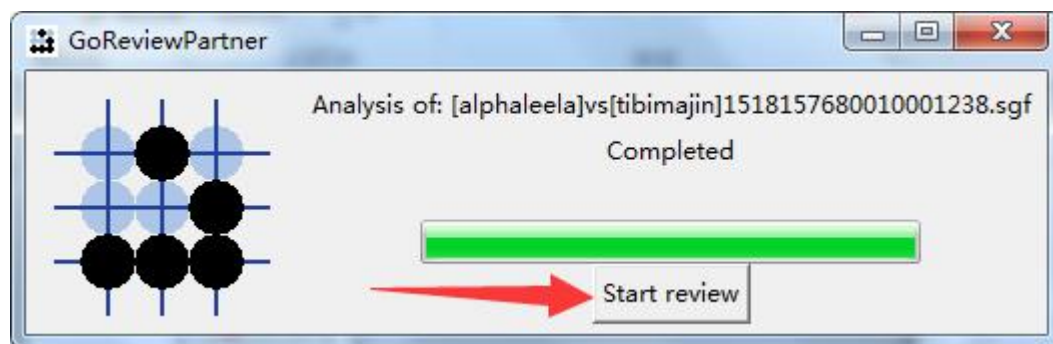 GoReviewPartner
Analysis of: [alphaleela]vs[tibimajin]1518157680010001238.sgf
Completed
Start review